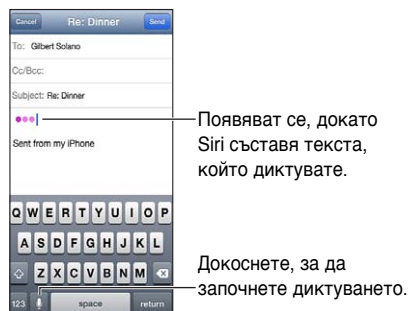 Cancel Re: Dinner Send
To: Gilbert Solano
Cc/Bcc:
Subject: Re: Dinner
Sent from my iPhone
Появяват се, докато
Siri съставя текста,
който диктувате.
Q W E R T Y U I O P
A S D F G H J K L
Z X C V B N M
123 space return
Докоснете, за да
започнете диктуването.